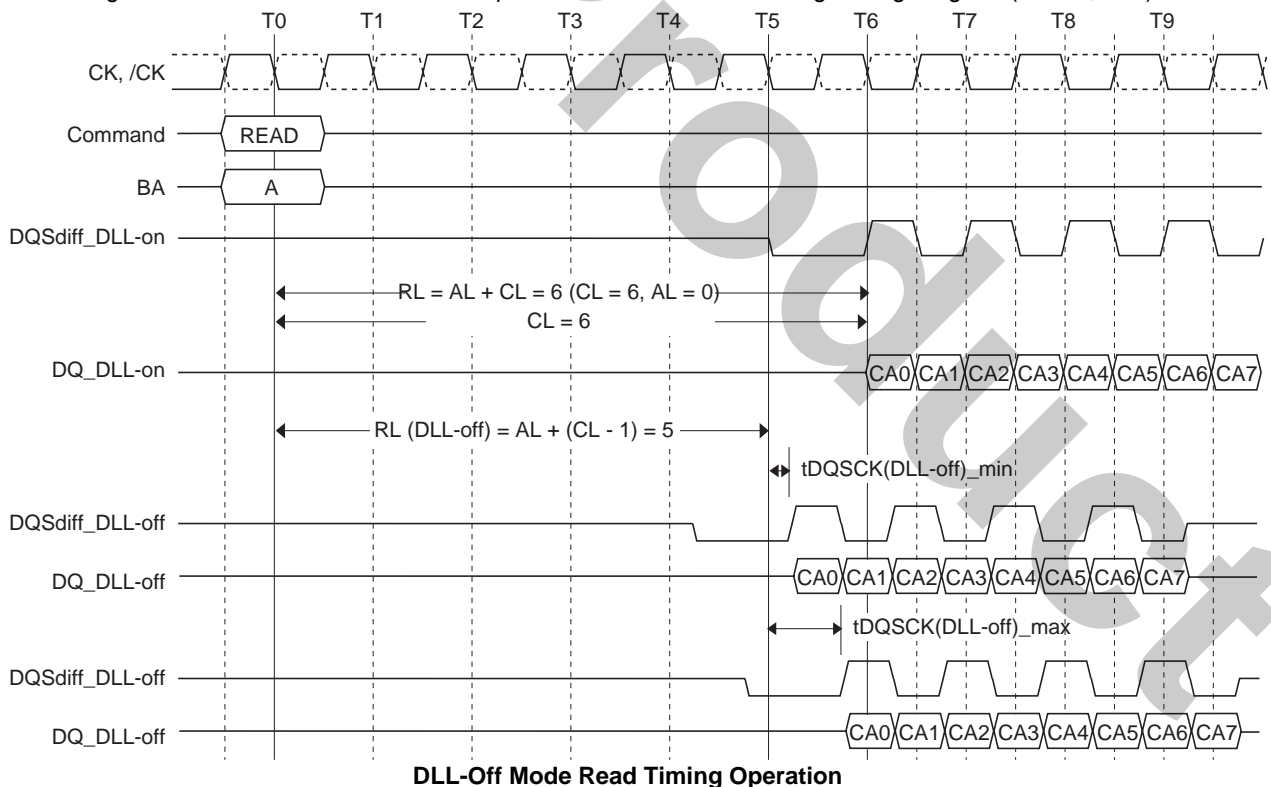 T0 T1 T2 T3 T4 T5 T6 T7 T8 T9
CK, /CK
Command READ
BA A
DQSdiff_DLL-on
RL = AL + CL = 6 (CL = 6, AL = 0)
CL = 6
DQ_DLL-on CA0 CA1 CA2 CA3 CA4 CA5 CA6 CA7
RL (DLL-off) = AL + (CL - 1) = 5
tDQSCK(DLL-off)_min
DQSdiff_DLL-off
DQ_DLL-off CA0 CA1 CA2 CA3 CA4 CA5 CA6 CA7
tDQSCK(DLL-off)_max
DQSdiff_DLL-off
DQ_DLL-off CA0 CA1 CA2 CA3 CA4 CA5 CA6 CA7
DLL-Off Mode Read Timing Operation
roduct